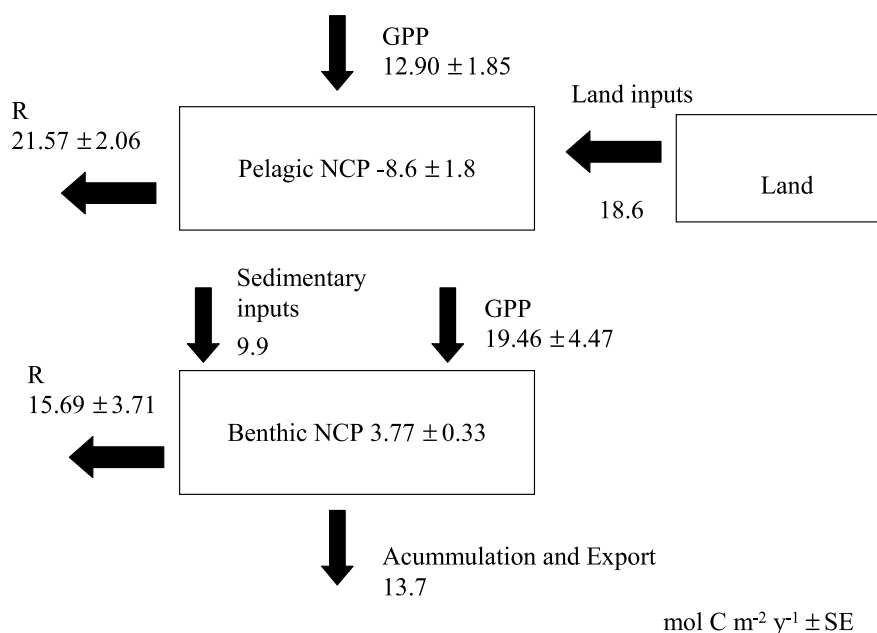 GPP
12.90 ±1.85
Land inputs
R
21.57 ±2.06
Pelagic NCP -8.6 ±1.8
Land
18.6
Sedimentary
inputs
9.9
GPP
19.46 ±4.47
R
15.69 ±3.71
Benthic NCP 3.77 ±0.33
Acummulation and Export
13.7
mol C m⁻² y⁻¹ ±SE